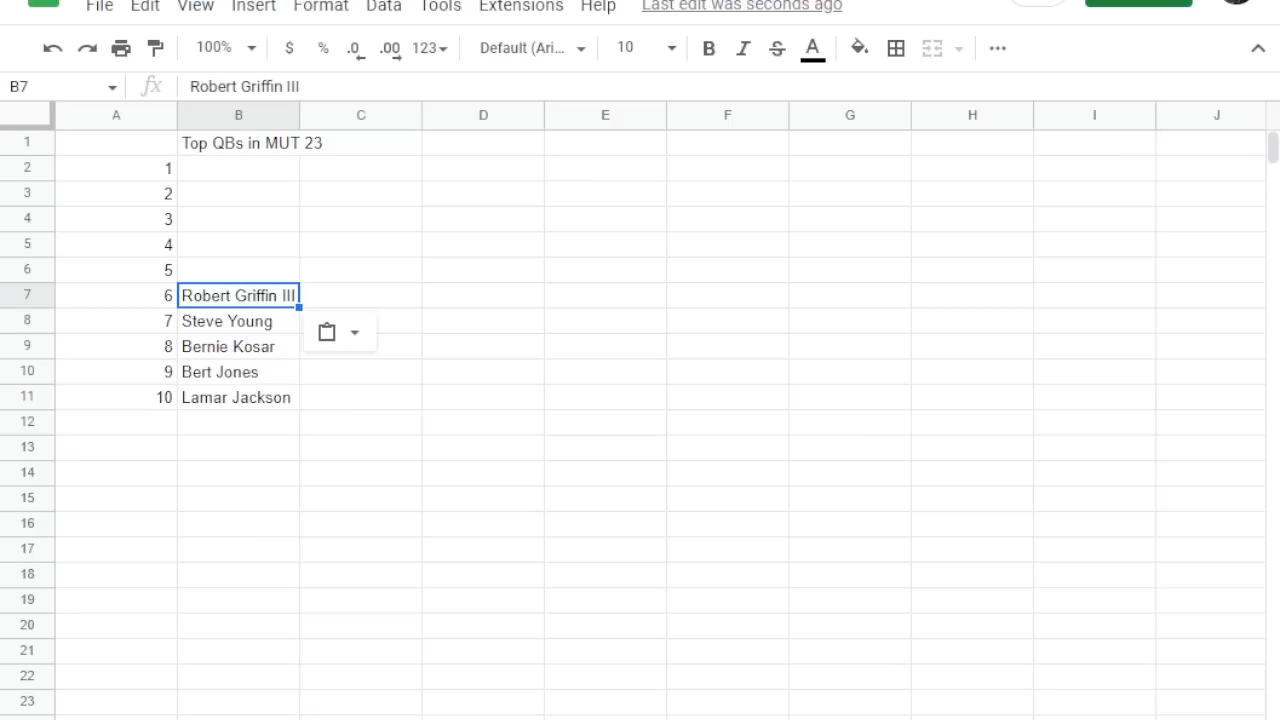 File Edit View Insert Format Data Tools Extensions Help Last edit was seconds ago
100% $ % .0 .00 123 Default (Ari... 10 B I S A
B7 fx Robert Griffin III
A B C D E F G H I J
1 Top QBs in MUT 23
2 1
3 2
4 3
5 4
6 5
7 6 Robert Griffin III
8 7 Steve Young
9 8 Bernie Kosar
10 9 Bert Jones
11 10 Lamar Jackson
12
13
14
15
16
17
18
19
20
21
22
23